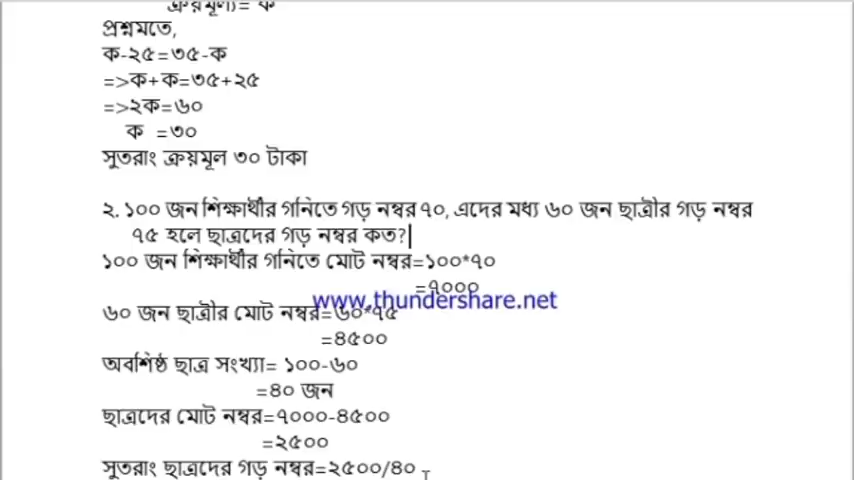 ক্রয়মূল্য= ক
প্রশ্নমতে,
ক-২৫=৩৫-ক
=>ক+ক=৩৫+২৫
=>২ক=৬০
ক =৩০
সুতরাং ক্রয়মূল ৩০ টাকা
২. ১০০ জন শিক্ষার্থীর গনিতে গড় নম্বর ৭০, এদের মধ্য ৬০ জন ছাত্রীর গড় নম্বর
৭৫ হলে ছাত্রদের গড় নম্বর কত?
১০০ জন শিক্ষার্থীর গনিতে মোট নম্বর=১০০*৭০
=৭০০০
www.thundershare.net
৬০ জন ছাত্রীর মোট নম্বর=৬০*৭৫
=৪৫০০
অবশিষ্ঠ ছাত্র সংখ্যা= ১০০-৬০
=৪০ জন
ছাত্রদের মোট নম্বর=৭০০০-৪৫০০
=২৫০০
সুতরাং ছাত্রদের গড় নম্বর=২৫০০/৪০